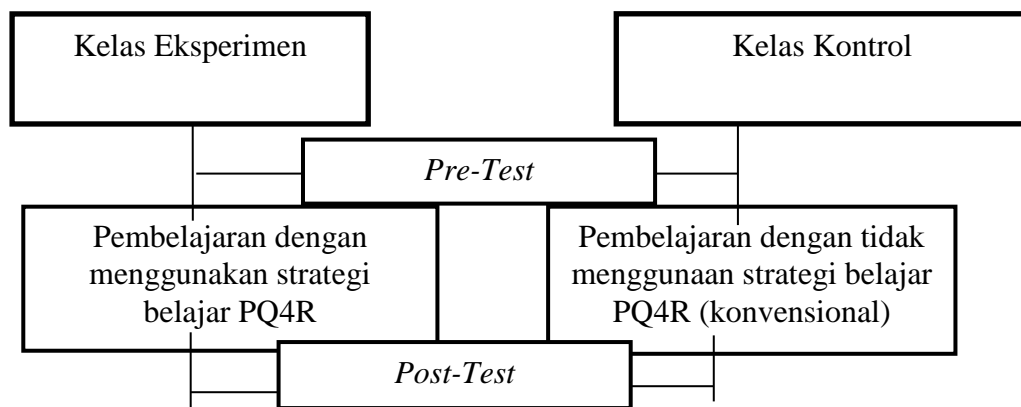 Kelas Eksperimen
Kelas Kontrol
Pre-Test
Pembelajaran dengan
menggunakan strategi
belajar PQ4R
Pembelajaran dengan tidak
menggunaan strategi belajar
PQ4R (konvensional)
Post-Test